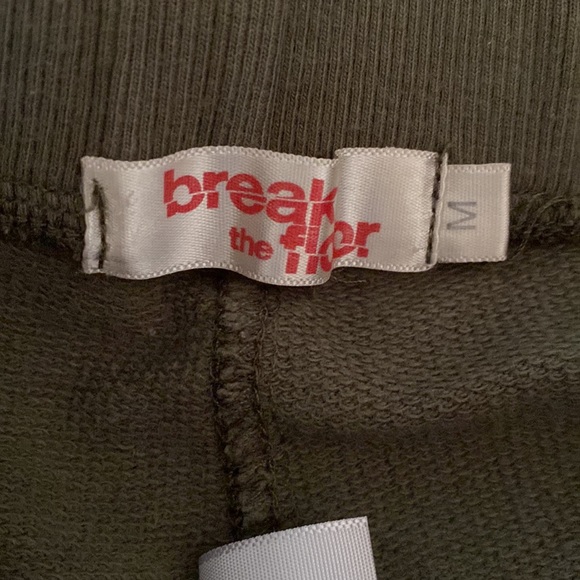 break
the floor
M